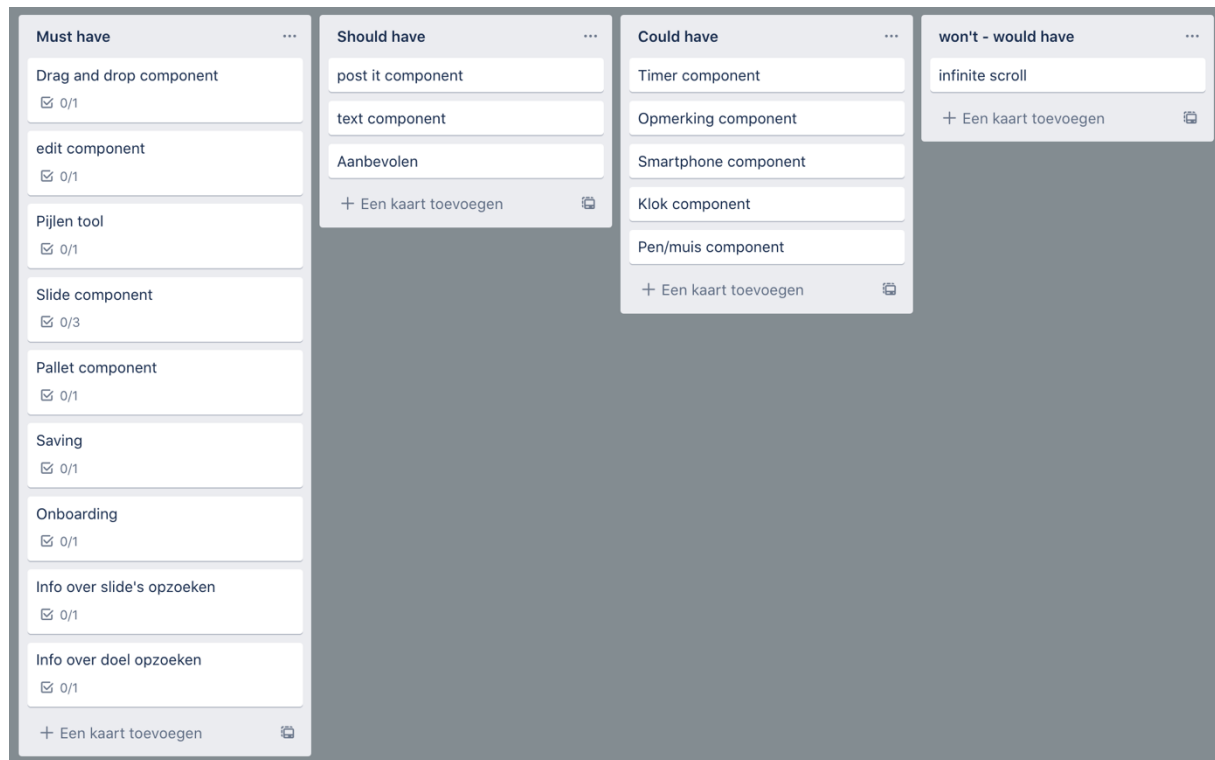 Must have
Drag and drop component
0/1
edit component
0/1
Pijlen tool
0/1
Slide component
0/3
Pallet component
0/1
Saving
0/1
Onboarding
0/1
Info over slide's opzoeken
0/1
Info over doel opzoeken
0/1
+ Een kaart toevoegen
Should have
post it component
text component
Aanbevolen
+ Een kaart toevoegen
Could have
Timer component
Opmerking component
Smartphone component
Klok component
Pen/muis component
+ Een kaart toevoegen
won't - would have
infinite scroll
+ Een kaart toevoegen